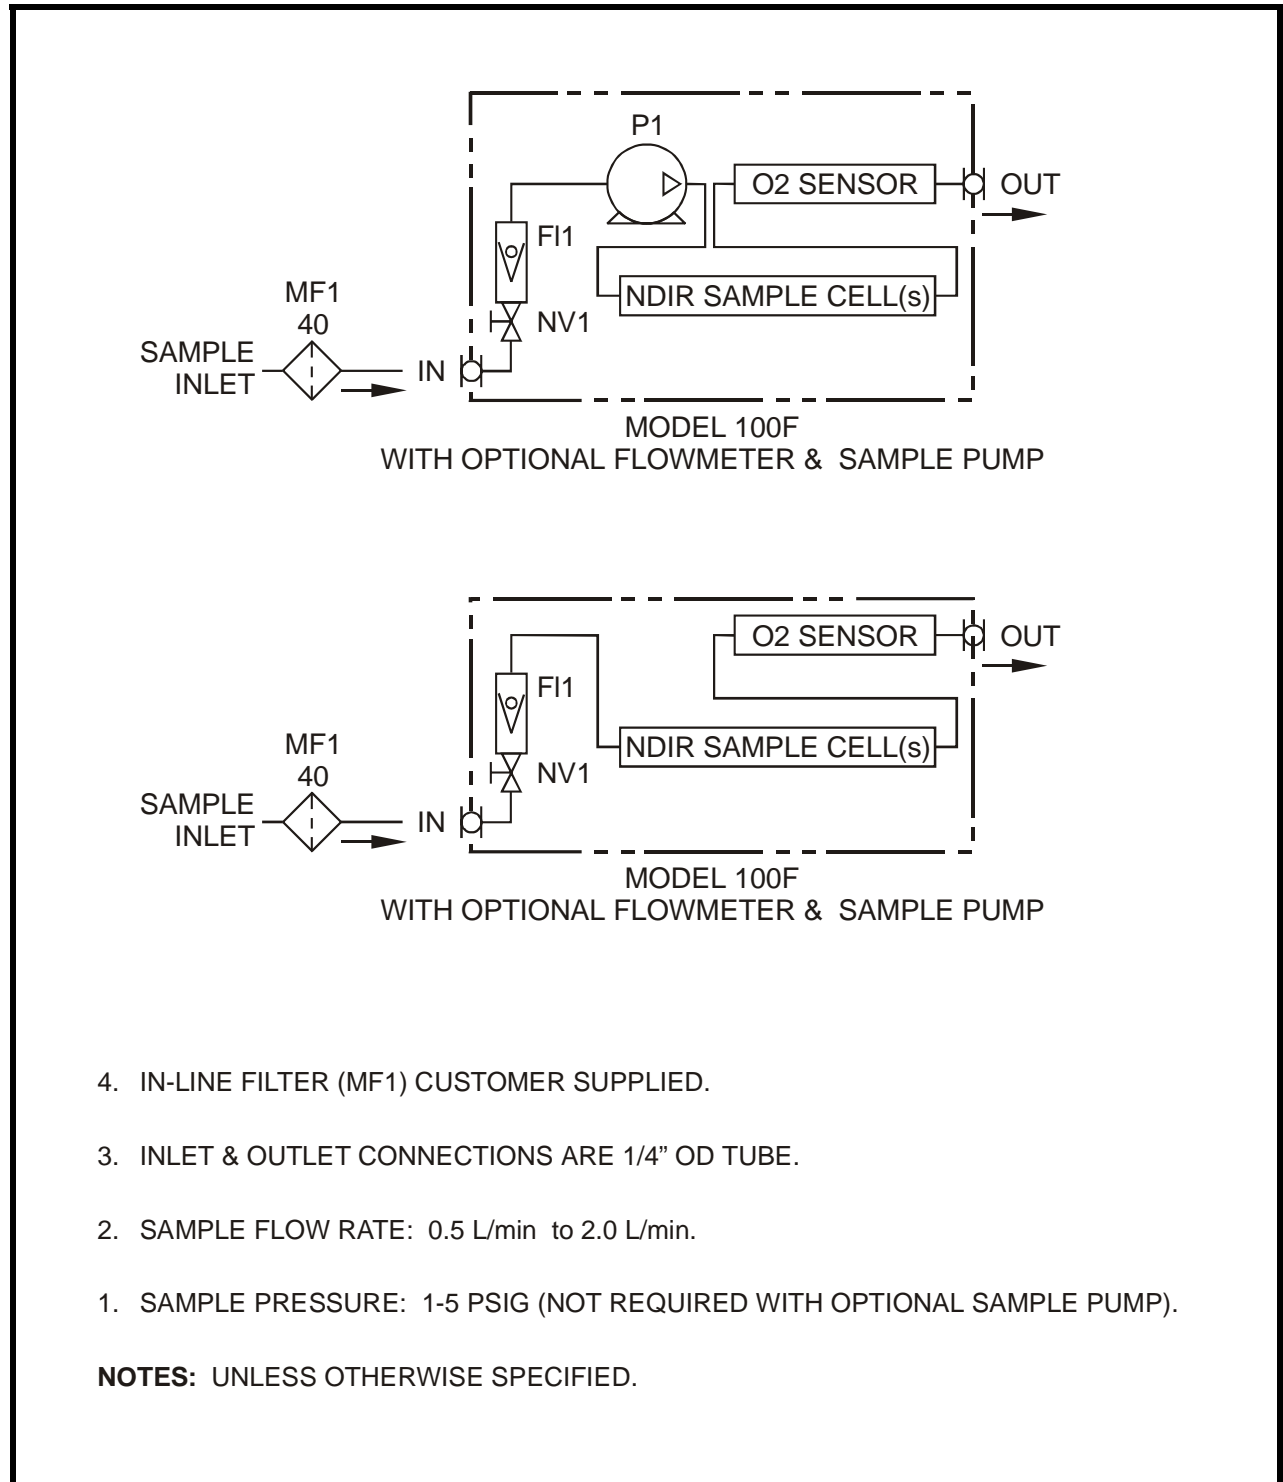 P1
O2 SENSOR
OUT
FI1
MF1
40
NDIR SAMPLE CELL(s)
NV1
SAMPLE
INLET
IN
MODEL 100F
WITH OPTIONAL FLOWMETER & SAMPLE PUMP
O2 SENSOR
OUT
FI1
MF1
40
NDIR SAMPLE CELL(s)
NV1
SAMPLE
INLET
IN
MODEL 100F
WITH OPTIONAL FLOWMETER & SAMPLE PUMP
4. IN-LINE FILTER (MF1) CUSTOMER SUPPLIED.
3. INLET & OUTLET CONNECTIONS ARE 1/4” OD TUBE.
2. SAMPLE FLOW RATE: 0.5 L/min to 2.0 L/min.
1. SAMPLE PRESSURE: 1-5 PSIG (NOT REQUIRED WITH OPTIONAL SAMPLE PUMP).
NOTES: UNLESS OTHERWISE SPECIFIED.